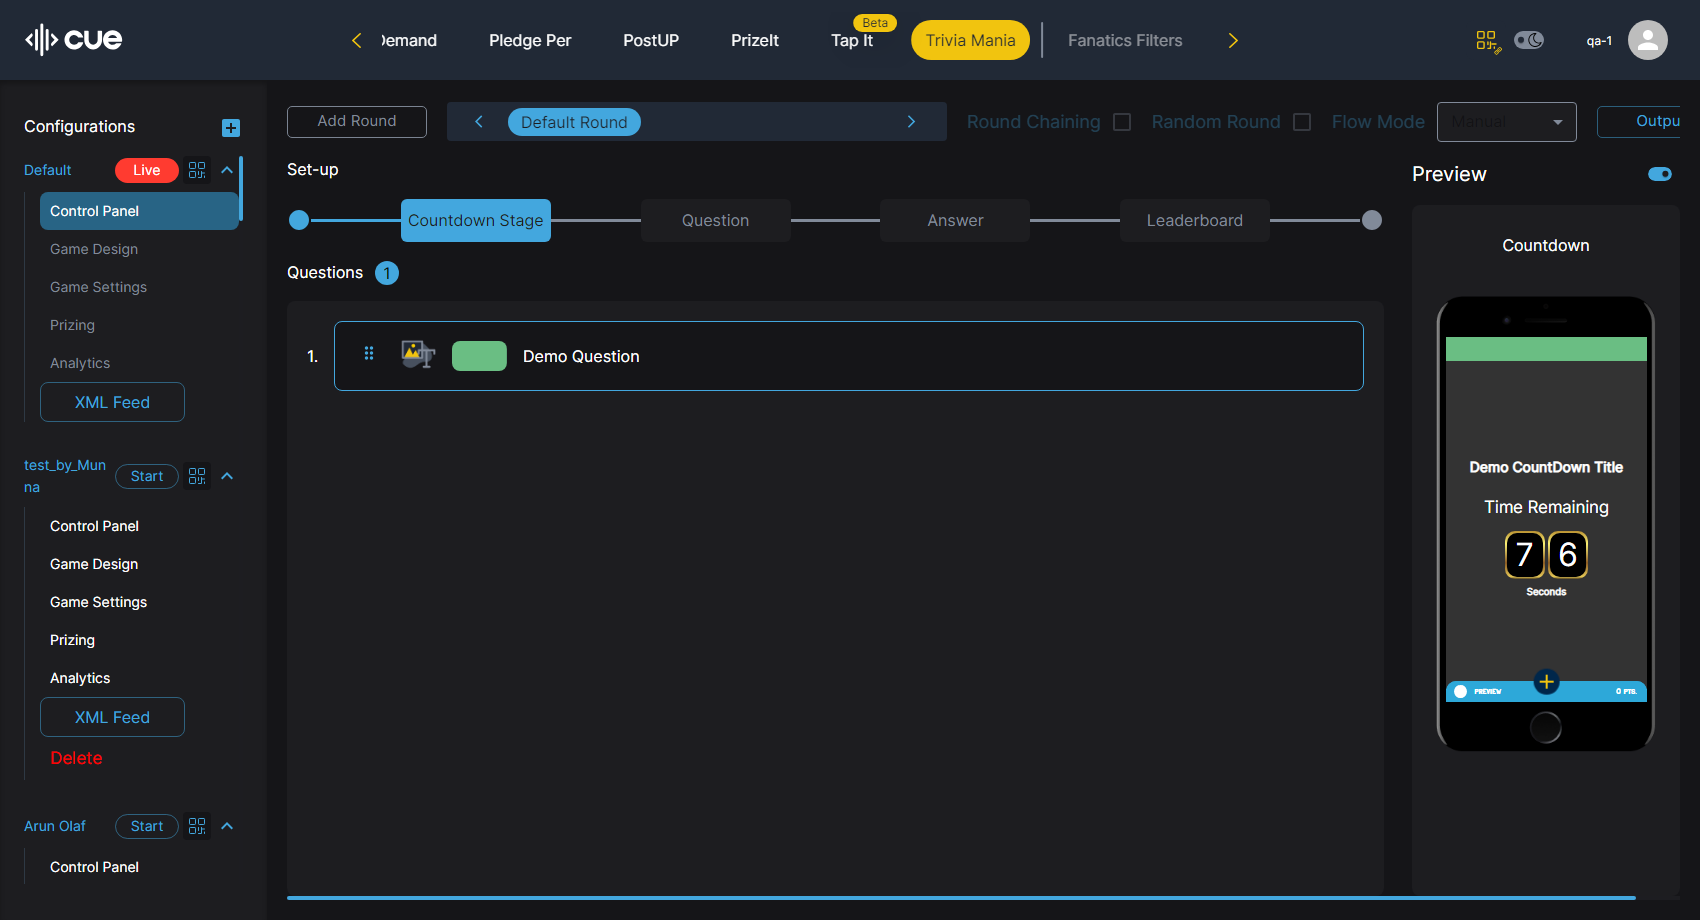 cue
Demand
Pledge Per
PostUP
PrizeIt
Beta
Tap It
Trivia Mania
Fanatics Filters
qa-1
Configurations
Default
Live
Control Panel
Game Design
Game Settings
Prizing
Analytics
XML Feed
test_by_Mun
na
Start
Control Panel
Game Design
Game Settings
Prizing
Analytics
XML Feed
Delete
Arun Olaf
Start
Control Panel
Add Round
Default Round
Round Chaining
Random Round
Flow Mode
Manual
Outpu
Set-up
Countdown Stage
Question
Answer
Leaderboard
Questions 1
1.
Demo Question
Preview
Countdown
Demo CountDown Title
Time Remaining
7 6
Seconds
PREVIEW
0 PTS.